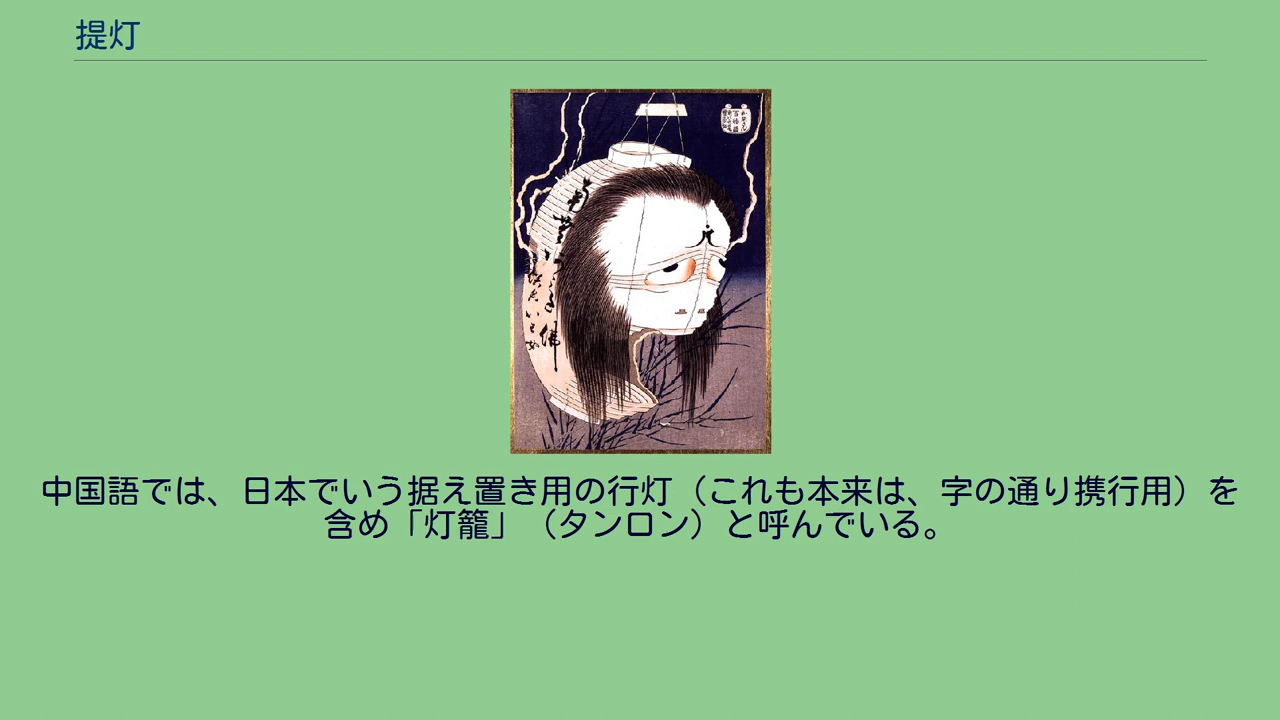 提灯
中国語では、日本でいう据え置き用の行灯（これも本来は、字の通り携行用）を
含め「灯籠」（タンロン）と呼んでいる。